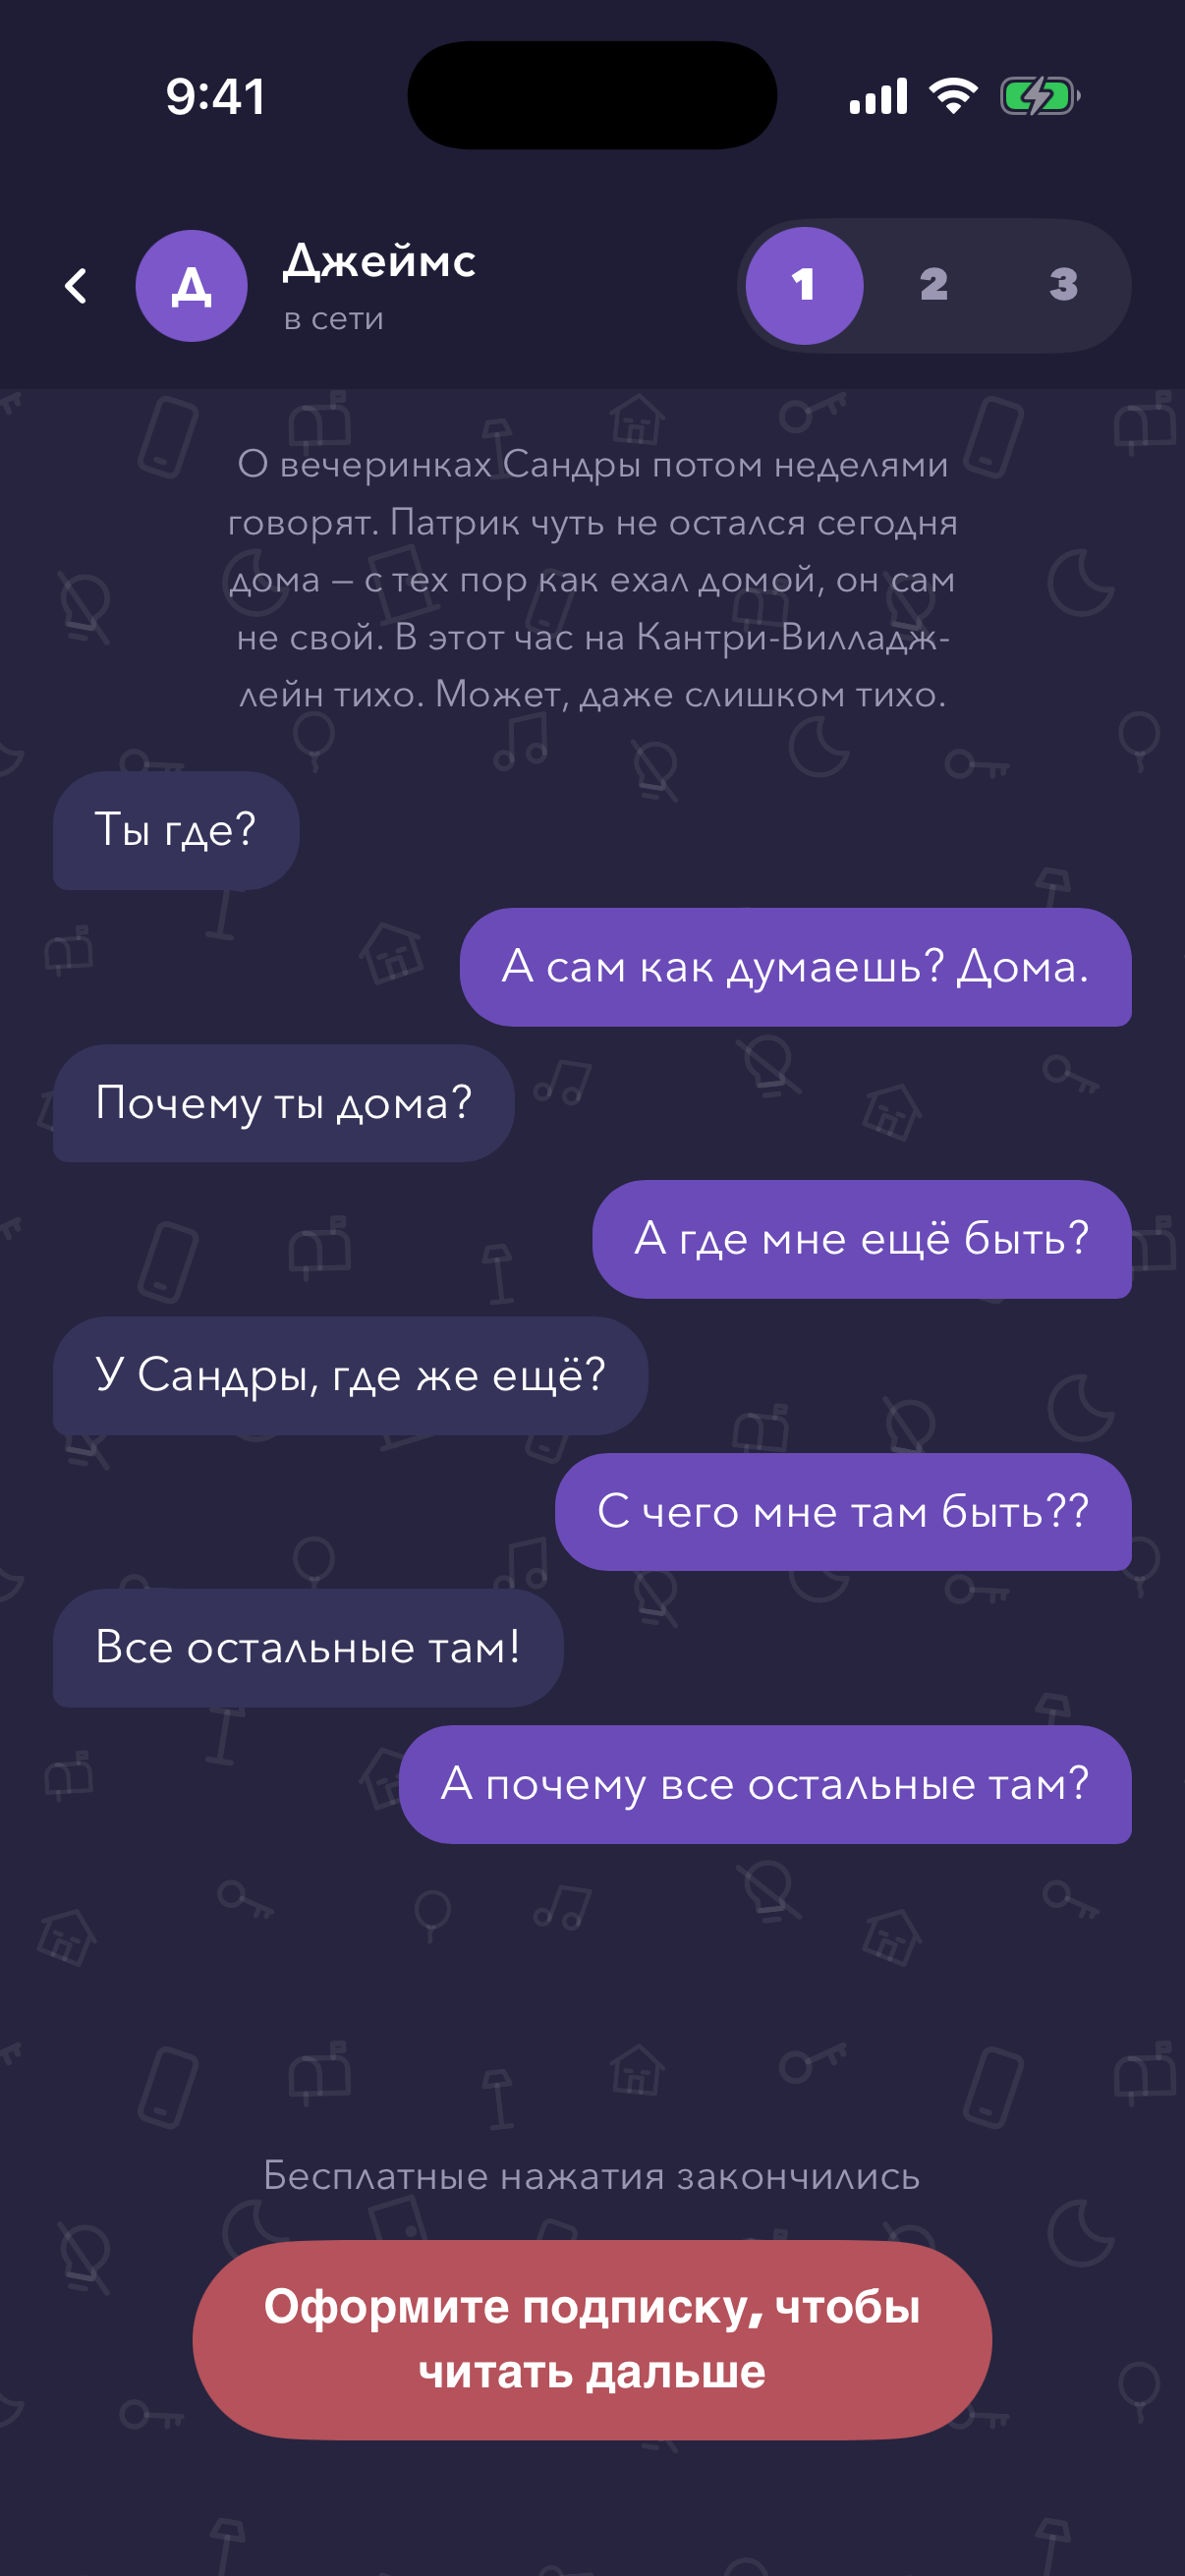 9:41
Д
Джеймс
в сети
1 2 3
О вечеринках Сандры потом неделями
говорят. Патрик чуть не остался сегодня
дома – с тех пор как ехал домой, он сам
не свой. В этот час на Кантри-Вилладж-
лейн тихо. Может, даже слишком тихо.
Ты где?
А сам как думаешь? Дома.
Почему ты дома?
А где мне ещё быть?
У Сандры, где же ещё?
С чего мне там быть??
Все остальные там!
А почему все остальные там?
Бесплатные нажатия закончились
Оформите подписку, чтобы
читать дальше